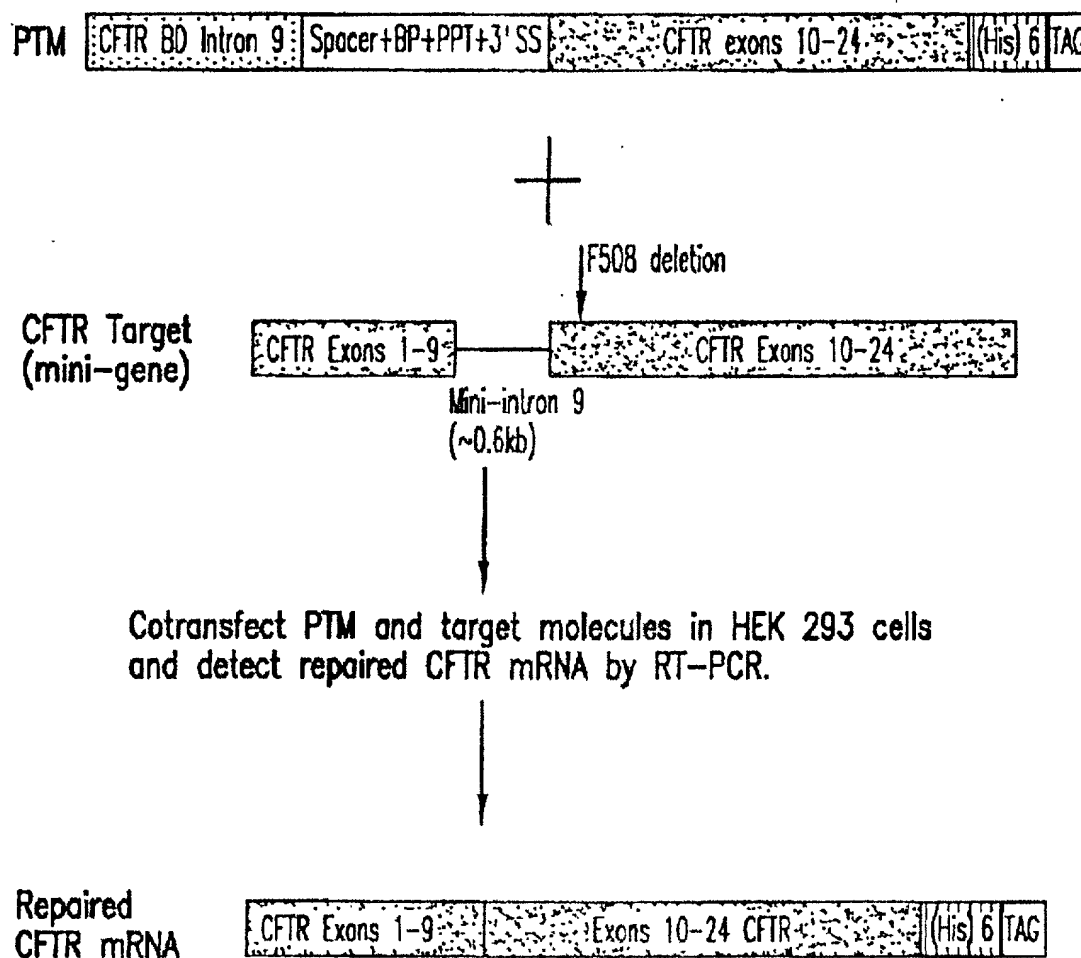 PTM CFTR BD Intron 9 Spacer+BP+PPT+3' SS CFTR exons 10-24 (His) 6 TAG
F508 deletion
CFTR Target
(mini-gene)
CFTR Exons 1-9 CFTR Exons 10-24
Mini-intron 9
(~0.6kb)
Cotransfect PTM and target molecules in HEK 293 cells
and detect repaired CFTR mRNA by RT-PCR.
Repaired
CFTR mRNA
CFTR Exons 1-9 Exons 10-24 CFTR (His) 6 TAG